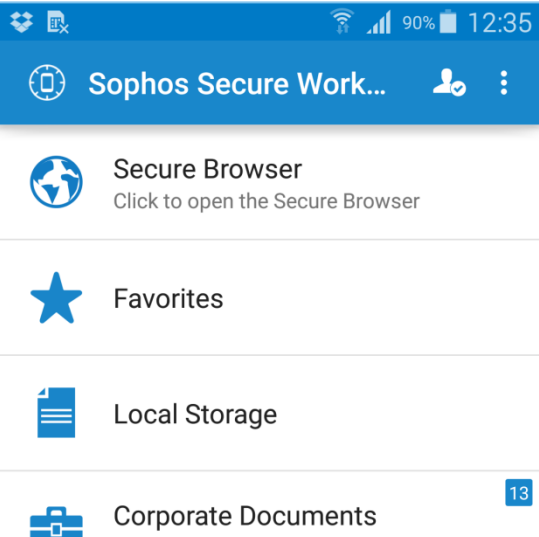 90% 12:35
Sophos Secure Work...
Secure Browser
Click to open the Secure Browser
Favorites
Local Storage
13
Corporate Documents